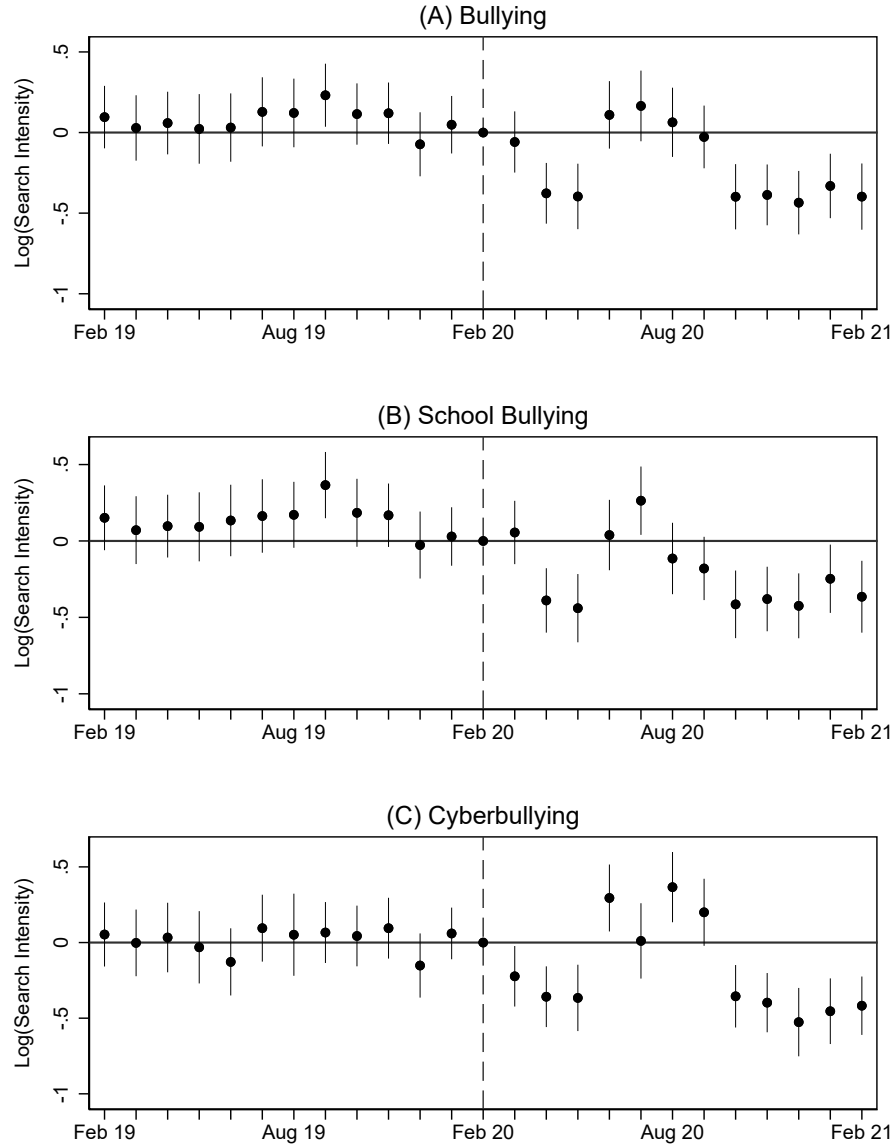 (A) Bullying
Log(Search Intensity)
.5
0
-.5
-1
Feb 19 Aug 19 Feb 20 Aug 20 Feb 21
(B) School Bullying
Log(Search Intensity)
.5
0
-.5
-1
Feb 19 Aug 19 Feb 20 Aug 20 Feb 21
(C) Cyberbullying
Log(Search Intensity)
.5
0
-.5
-1
Feb 19 Aug 19 Feb 20 Aug 20 Feb 21